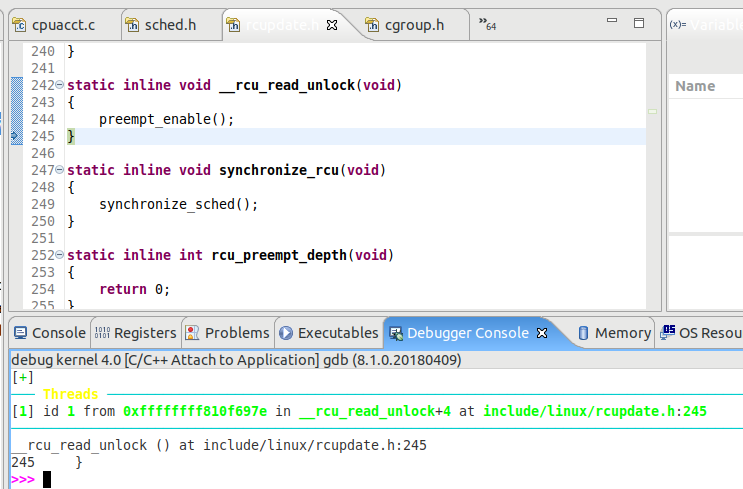 cpuacct.c sched.h rcupdate.h cgroup.h »64 (x)= Variable
240 }
241
242 static inline void __rcu_read_unlock(void)
243 {
244     preempt_enable();
245 }
246
247 static inline void synchronize_rcu(void)
248 {
249     synchronize_sched();
250 }
251
252 static inline int rcu_preempt_depth(void)
253 {
254     return 0;
255 }
Name
Console Registers Problems Executables Debugger Console Memory OS Resou
debug kernel 4.0 [C/C++ Attach to Application] gdb (8.1.0.20180409)
[+]
Threads
[1] id 1 from 0xffffffff810f697e in __rcu_read_unlock+4 at include/linux/rcupdate.h:245
__rcu_read_unlock () at include/linux/rcupdate.h:245
245     }
>>>